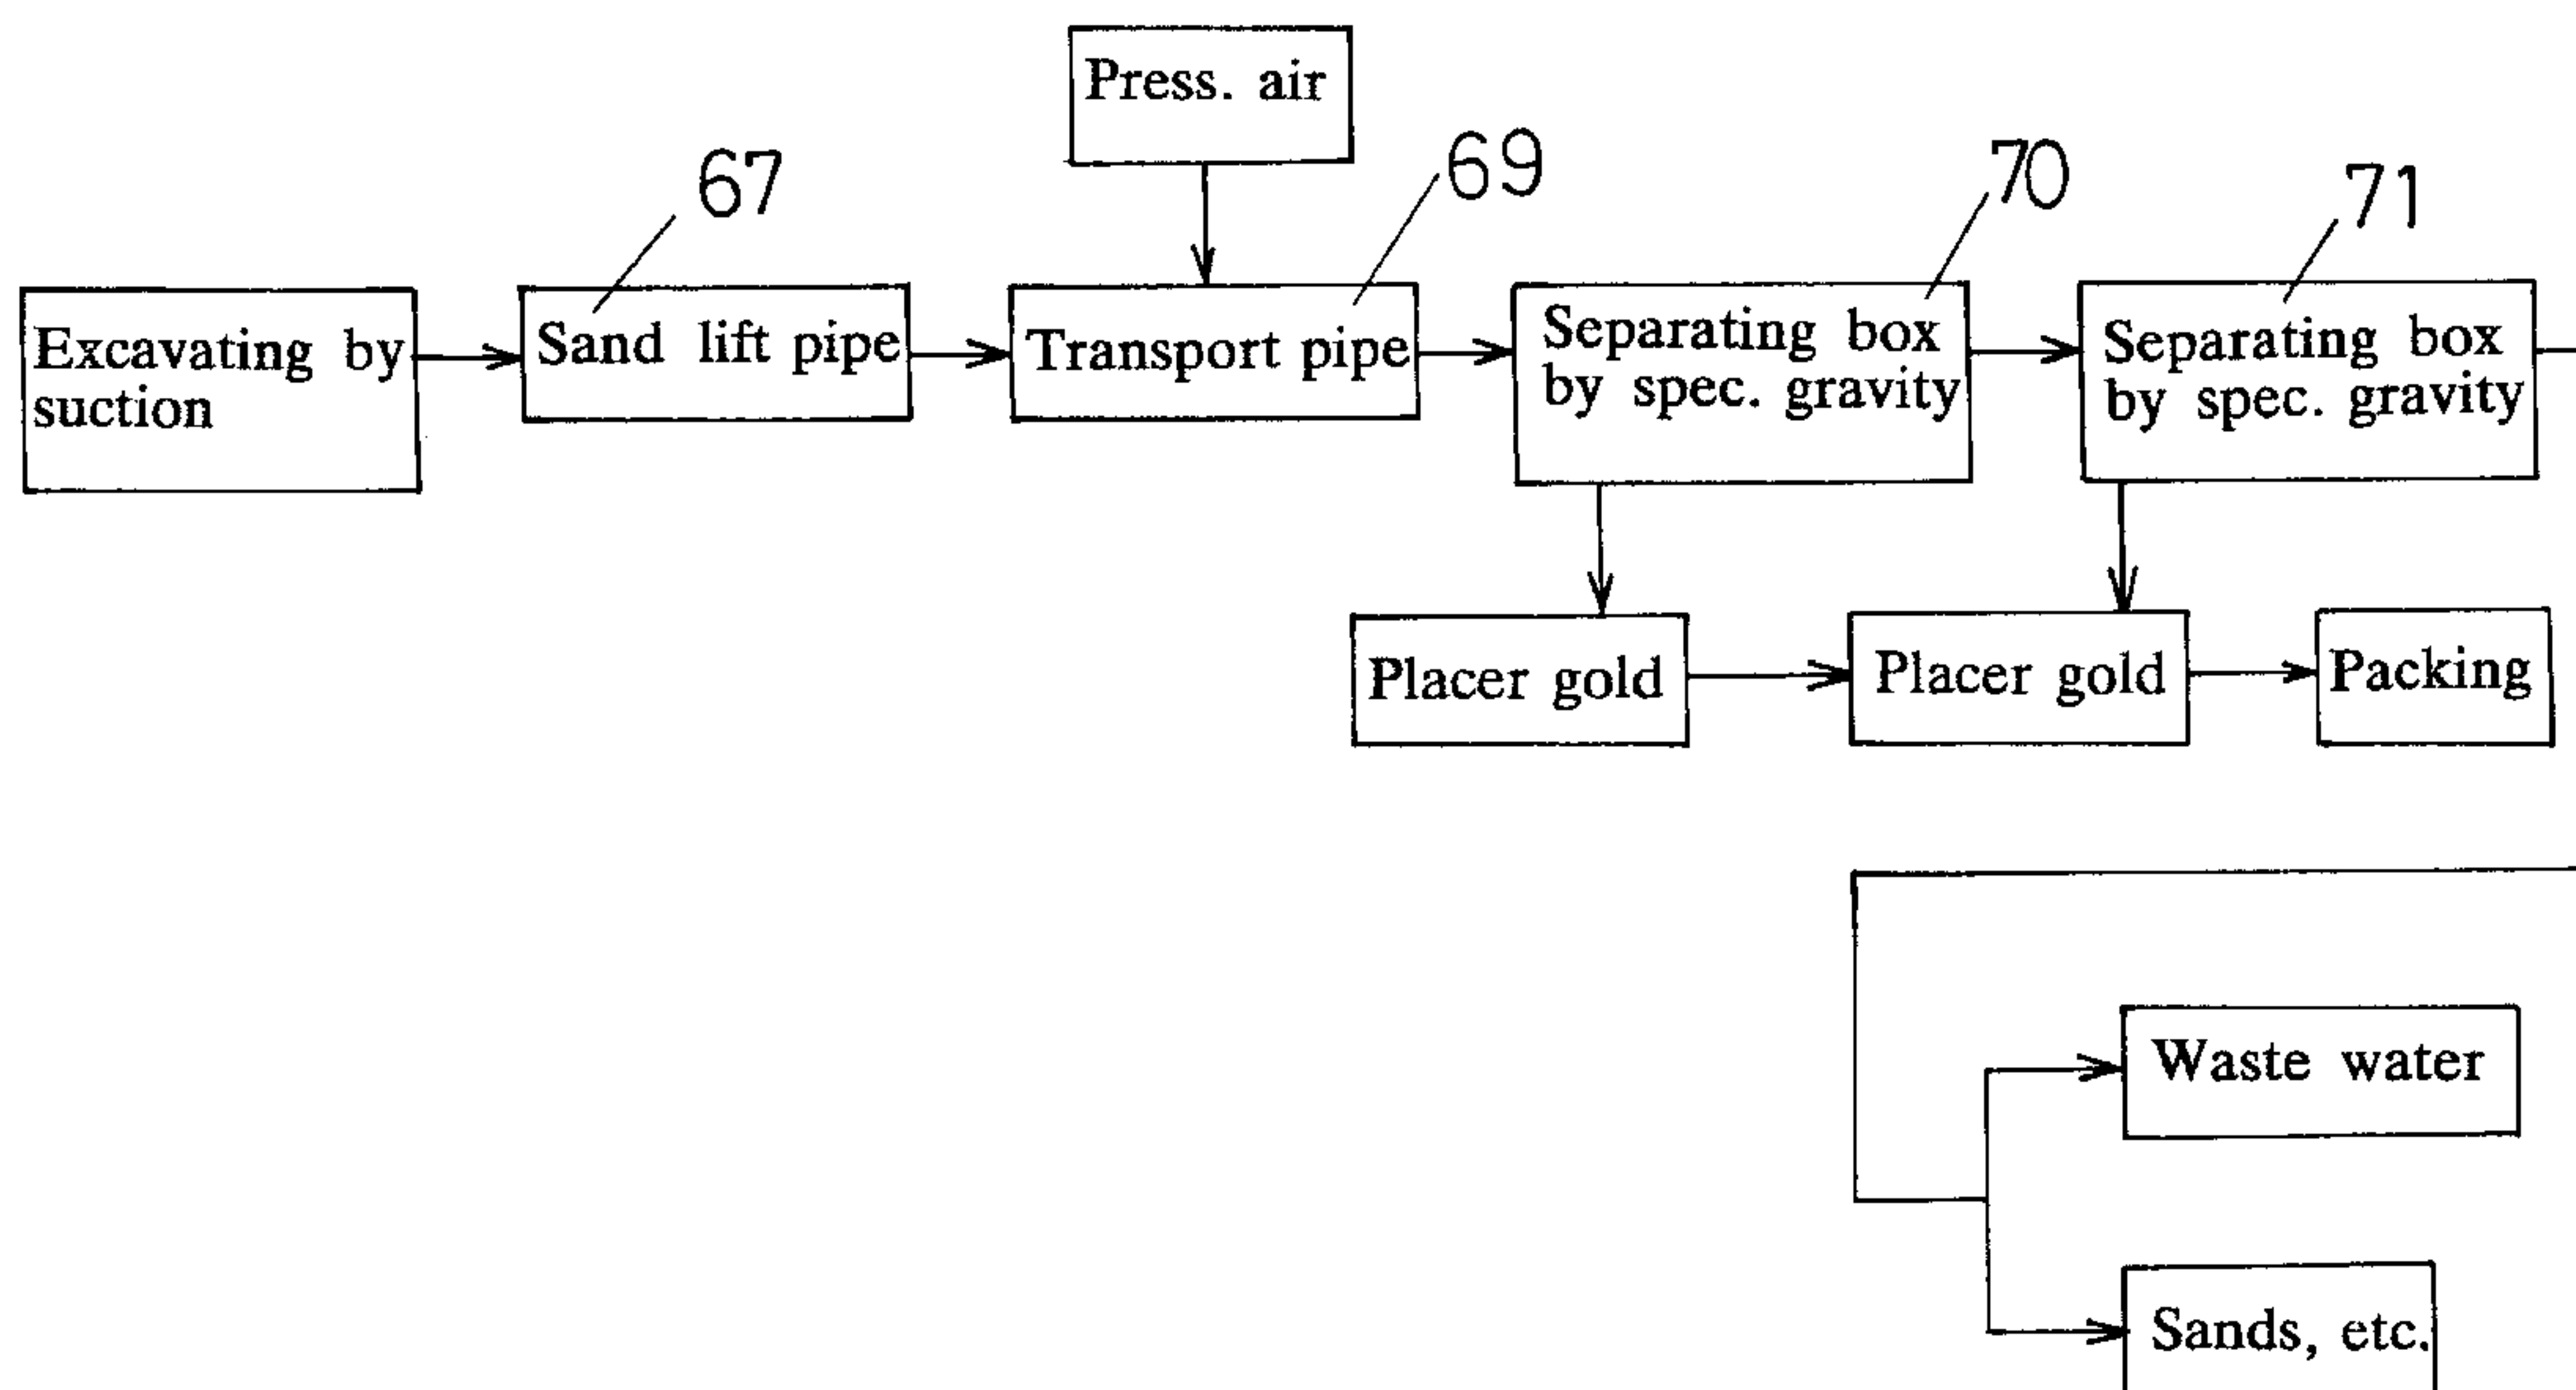 Press. air
67
69
70
71
Excavating by
suction
Sand lift pipe
Transport pipe
Separating box
by spec. gravity
Separating box
by spec. gravity
Placer gold
Placer gold
Packing
Waste water
Sands, etc.